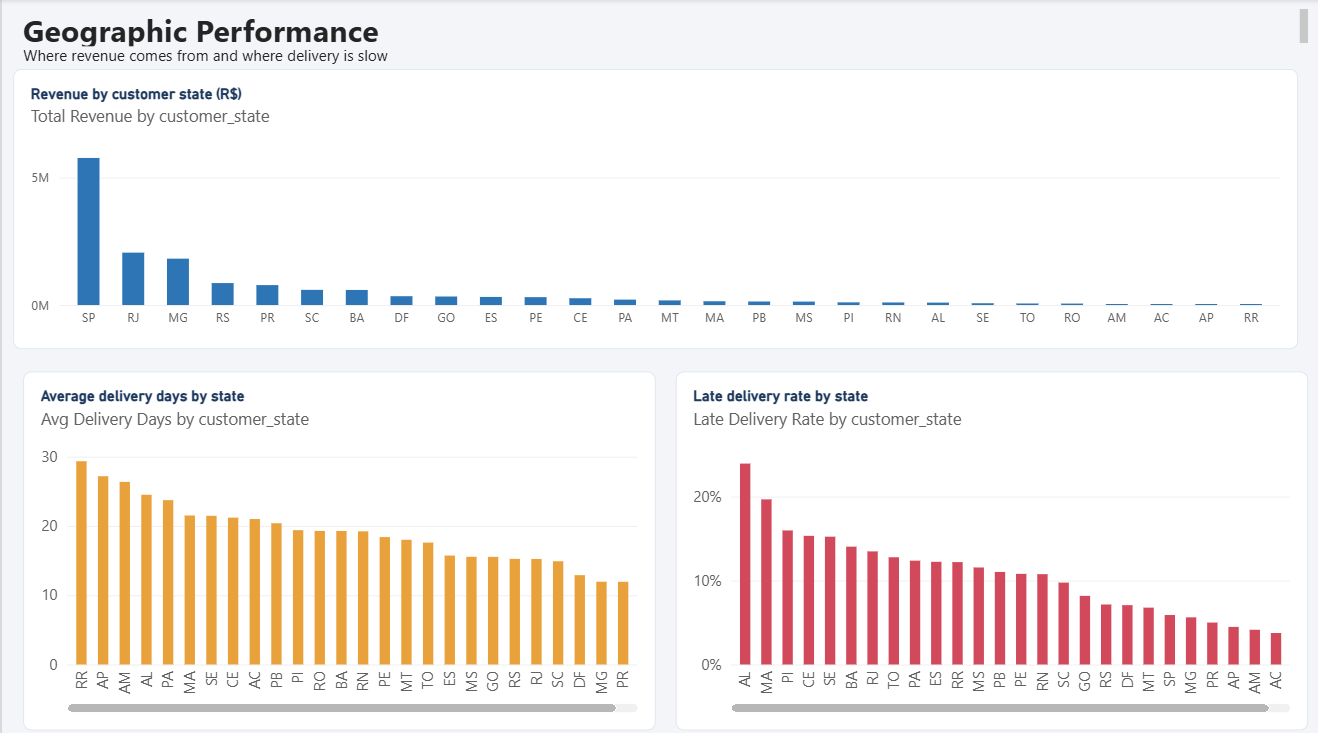 Geographic Performance
Where revenue comes from and where delivery is slow
Revenue by customer state (R$)
Total Revenue by customer_state
5M
0M
SP RJ MG RS PR SC BA DF GO ES PE CE PA MT MA PB MS PI RN AL SE TO RO AM AC AP RR
Average delivery days by state
Avg Delivery Days by customer_state
30
20
10
0
RR AP AM AL PA MA SE CE AC PB PI RO BA RN PE MT TO ES MS GO RS RJ SC DF MG PR
Late delivery rate by state
Late Delivery Rate by customer_state
20%
10%
0%
AL MA PI CE SE BA RJ TO PA ES RR MS PB PE RN SC GO RS DF MT SP MG PR AP AM AC